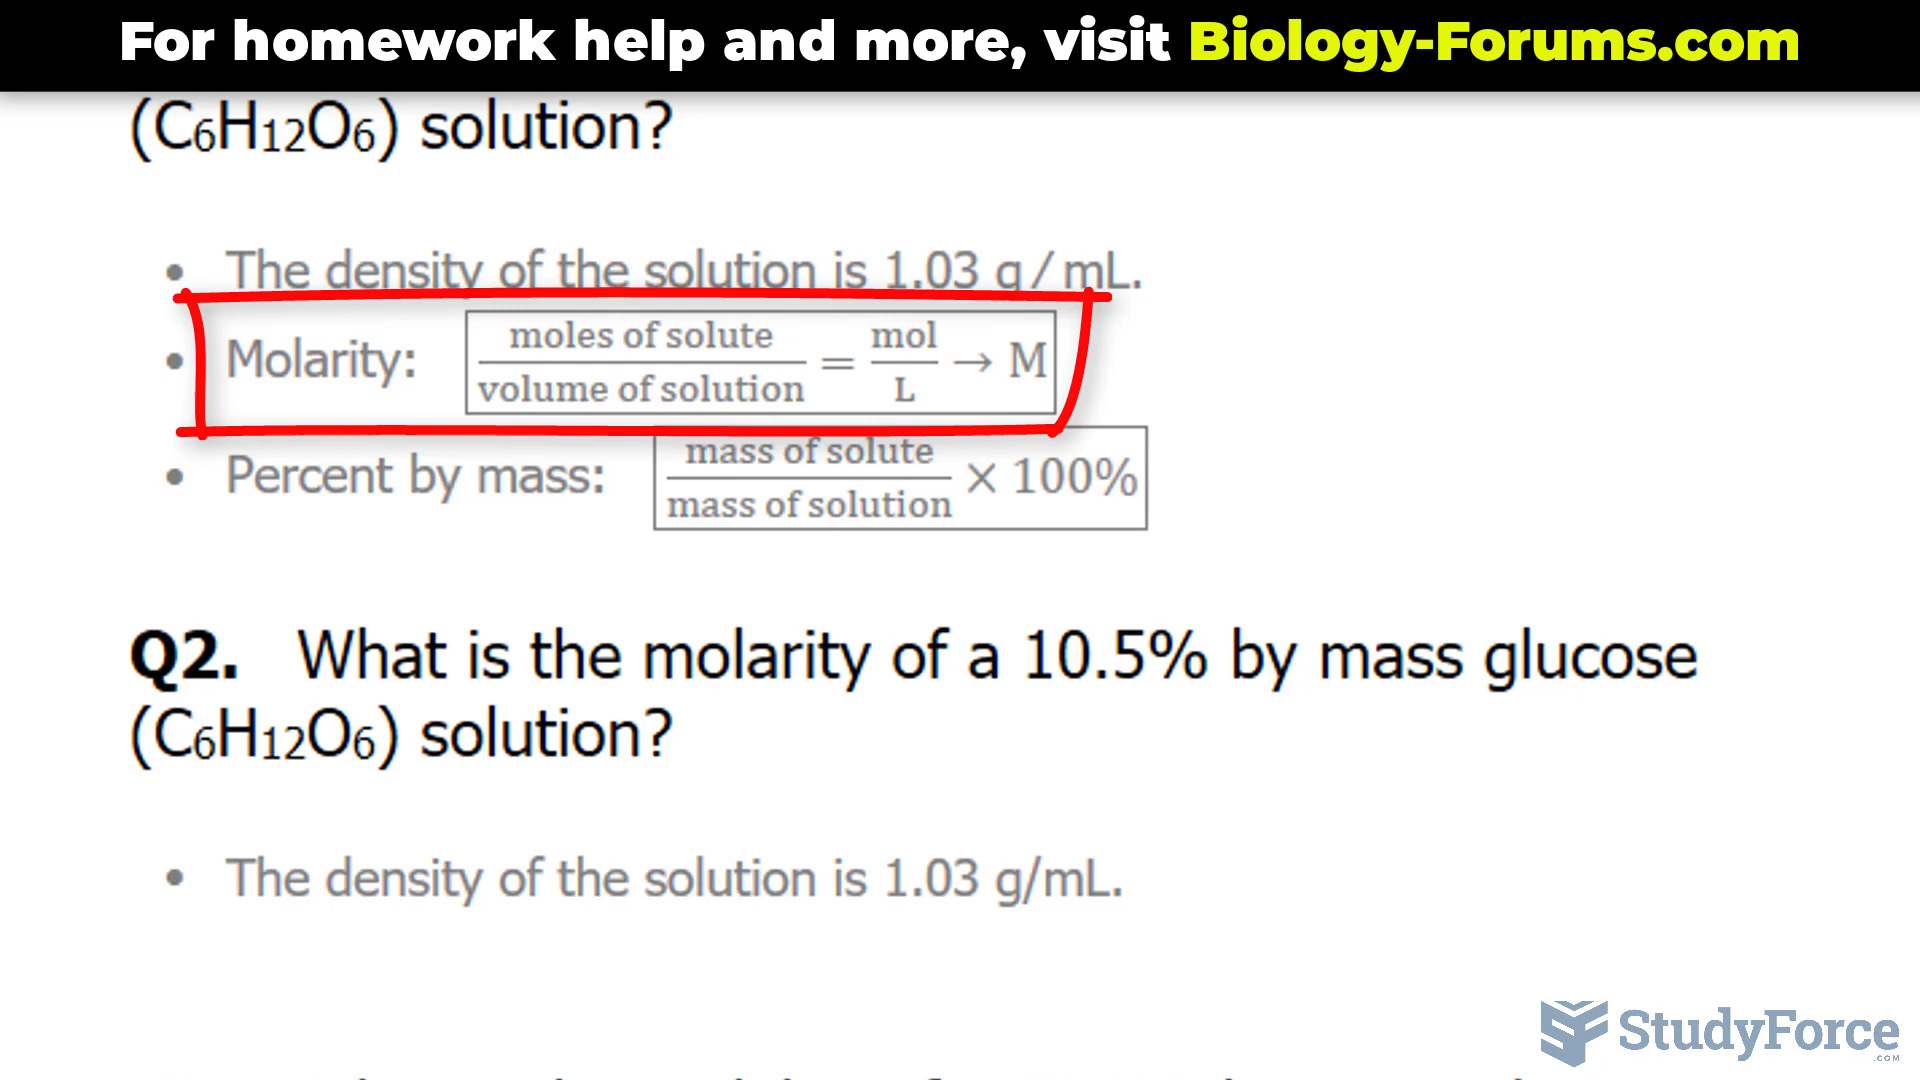 For homework help and more, visit Biology-Forums.com
(C₆H₁₂O₆) solution?
• The density of the solution is 1.03 g/mL.
• Molarity: moles of solute / volume of solution = mol / L → M
• Percent by mass: mass of solute / mass of solution × 100%
Q2. What is the molarity of a 10.5% by mass glucose
(C₆H₁₂O₆) solution?
• The density of the solution is 1.03 g/mL.
StudyForce
.COM